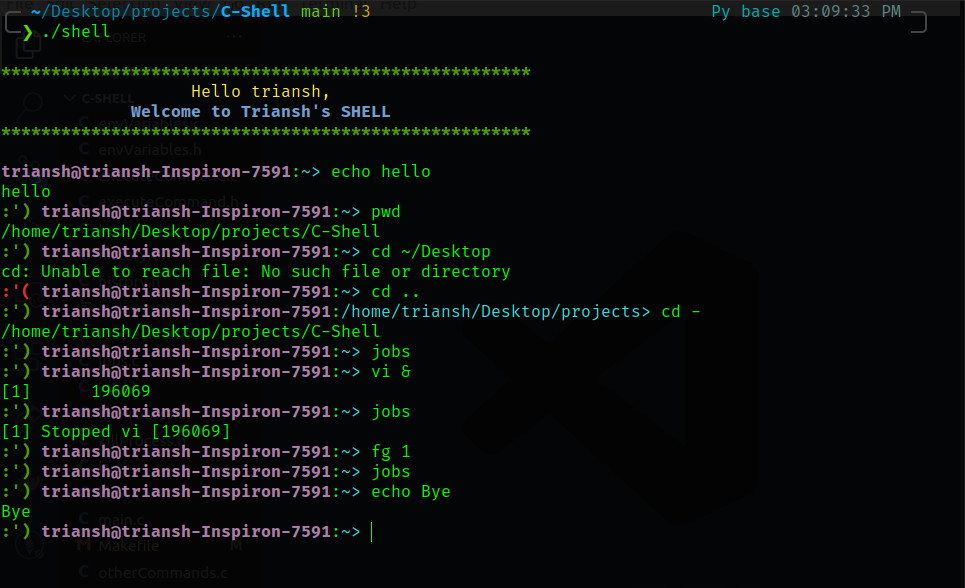 ~/Desktop/projects/C-Shell main !3 Py base 03:09:33 PM
❯ ./shell
*****************************************************
Hello triansh,
Welcome to Triansh's SHELL
*****************************************************
triansh@triansh-Inspiron-7591:~> echo hello
hello
:') triansh@triansh-Inspiron-7591:~> pwd
/home/triansh/Desktop/projects/C-Shell
:') triansh@triansh-Inspiron-7591:~> cd ~/Desktop
cd: Unable to reach file: No such file or directory
:'( triansh@triansh-Inspiron-7591:~> cd ..
:') triansh@triansh-Inspiron-7591:/home/triansh/Desktop/projects> cd -
/home/triansh/Desktop/projects/C-Shell
:') triansh@triansh-Inspiron-7591:~> jobs
:') triansh@triansh-Inspiron-7591:~> vi &
[1] 196069
:') triansh@triansh-Inspiron-7591:~> jobs
[1] Stopped vi [196069]
:') triansh@triansh-Inspiron-7591:~> fg 1
:') triansh@triansh-Inspiron-7591:~> jobs
:') triansh@triansh-Inspiron-7591:~> echo Bye
Bye
:') triansh@triansh-Inspiron-7591:~>
C-SHELL
C envVariables.h
C main.c
M Makefile M
C otherCommands.c